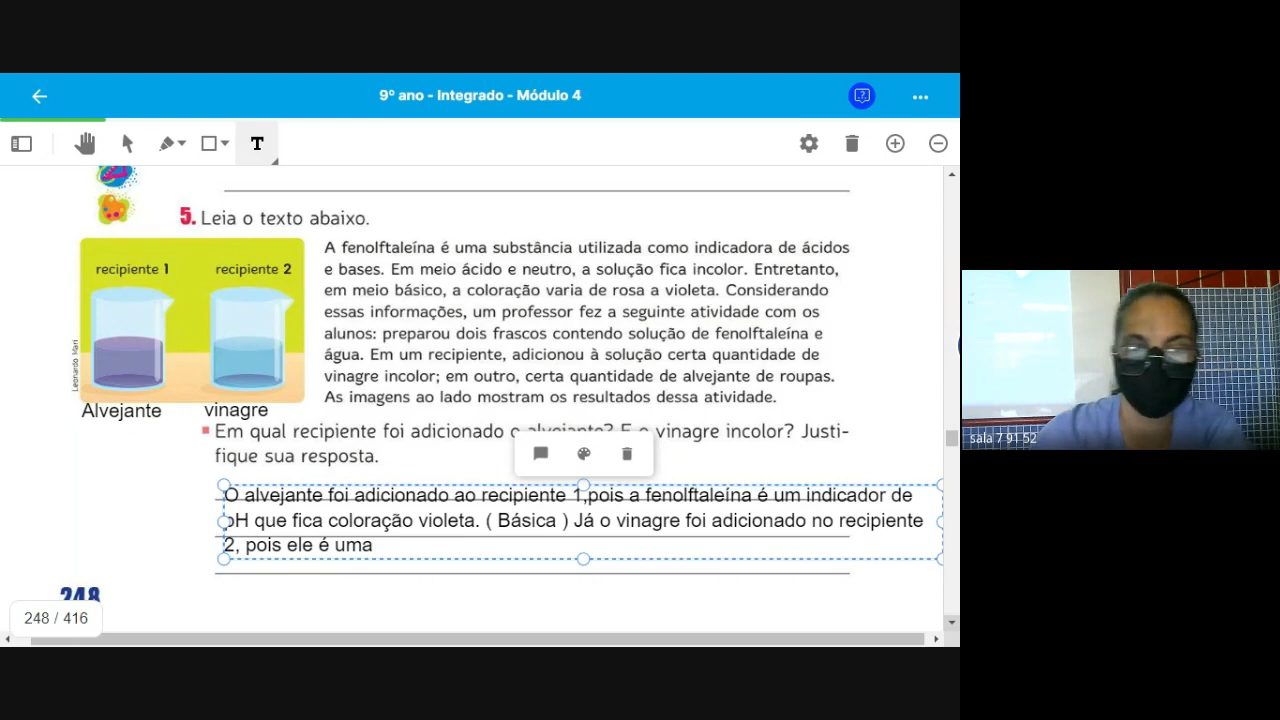 9º ano - Integrado - Módulo 4
T
5. Leia o texto abaixo.
recipiente 1
recipiente 2
Leonardo Mari
A fenolftaleína é uma substância utilizada como indicadora de ácidos
e bases. Em meio ácido e neutro, a solução fica incolor. Entretanto,
em meio básico, a coloração varia de rosa a violeta. Considerando
essas informações, um professor fez a seguinte atividade com os
alunos: preparou dois frascos contendo solução de fenolftaleína e
água. Em um recipiente, adicionou à solução certa quantidade de
vinagre incolor; em outro, certa quantidade de alvejante de roupas.
As imagens ao lado mostram os resultados dessa atividade.
Alvejante
vinagre
Em qual recipiente foi adicionado o alvejante? E o vinagre incolor? Justi-
fique sua resposta.
O alvejante foi adicionado ao recipiente 1,pois a fenolftaleína é um indicador de
pH que fica coloração violeta. ( Básica ) Já o vinagre foi adicionado no recipiente
2, pois ele é uma
248
248 / 416
sala 7 91 52